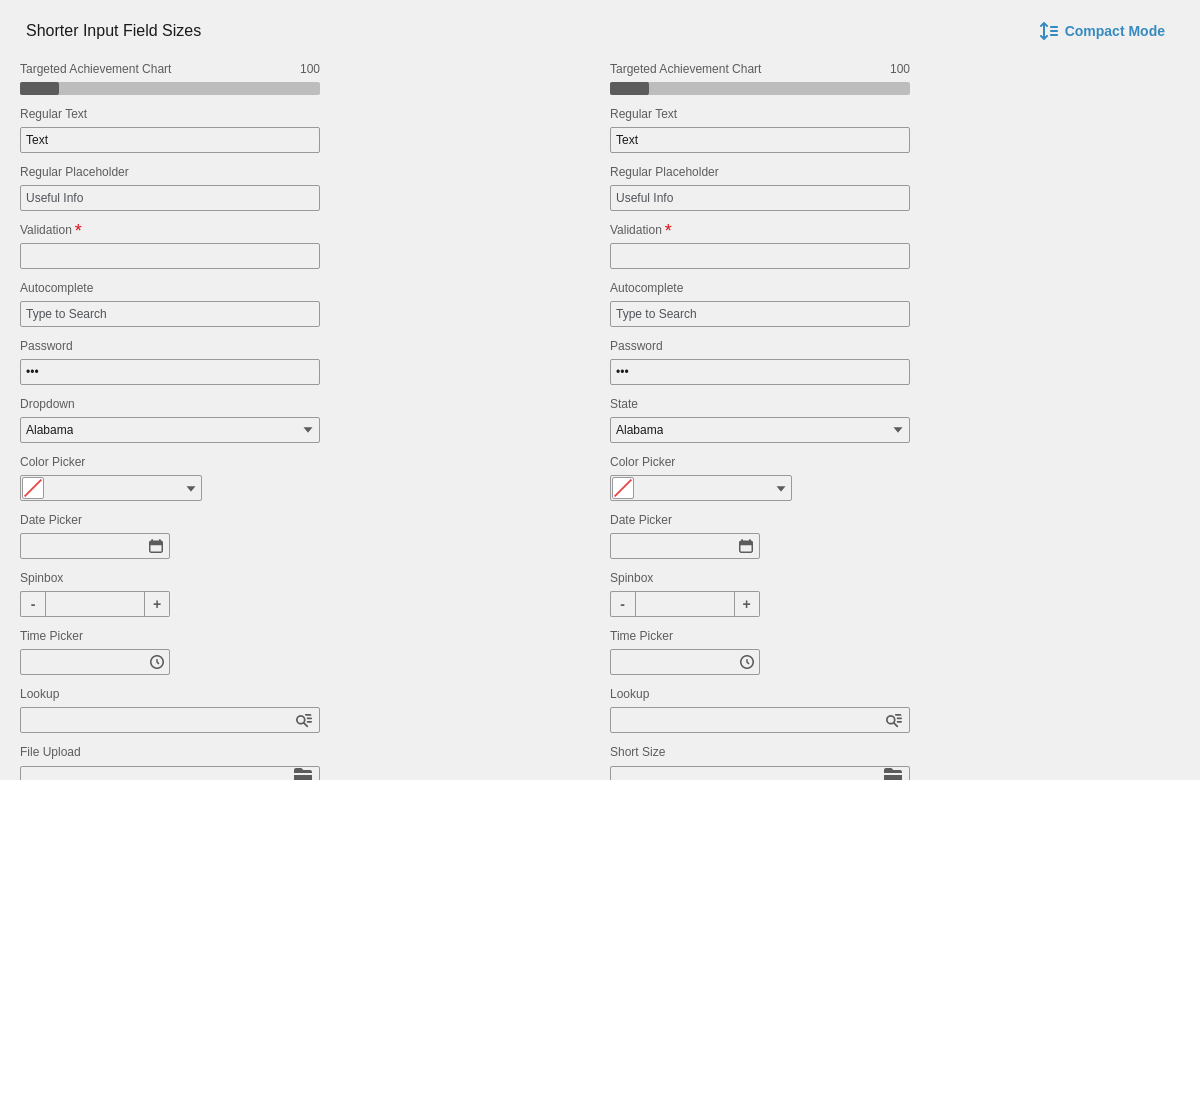 Shorter Input Field Sizes
Compact Mode
Targeted Achievement Chart 100
Regular Text
Text
Regular Placeholder
Useful Info
Validation *
Autocomplete
Type to Search
Password
•••
Dropdown
Alabama
Color Picker
Date Picker
Spinbox
- +
Time Picker
Lookup
File Upload
Targeted Achievement Chart 100
Regular Text
Text
Regular Placeholder
Useful Info
Validation *
Autocomplete
Type to Search
Password
•••
State
Alabama
Color Picker
Date Picker
Spinbox
- +
Time Picker
Lookup
Short Size